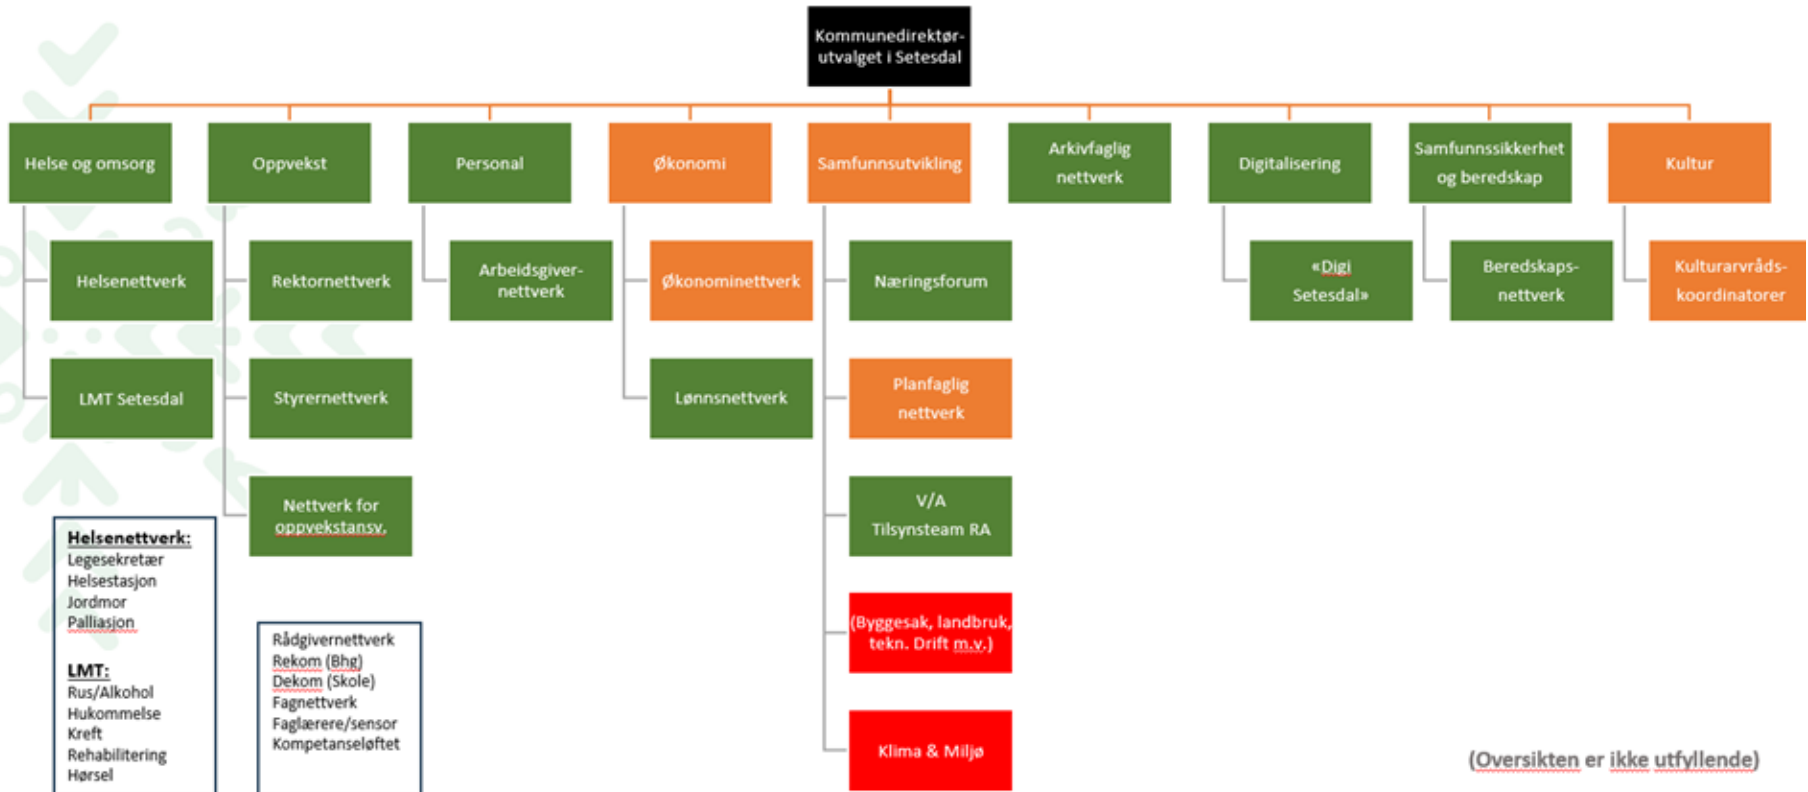 Kommunedirektør-
utvalget i Setesdal
Helse og omsorg
Oppvekst
Personal
Økonomi
Samfunnsutvikling
Arkivfaglig
nettverk
Digitalisering
Samfunnssikkerhet
og beredskap
Kultur
Helsenettverk
Rektornettverk
Arbeidsgiver-
nettverk
Økonominettverk
Næringsforum
«Digi
Setesdal»
Beredskaps-
nettverk
Kulturarvråds-
koordinatorer
LMT Setesdal
Styrernettverk
Lønnsnettverk
Planfaglig
nettverk
Nettverk for
oppvekstansv.
V/A
Tilsynsteam RA
(Byggesak, landbruk,
tekn. Drift m.v.)
Klima & Miljø
Helsenettverk:
Legesekretær
Helsestasjon
Jordmor
Palliasjon
LMT:
Rus/Alkohol
Hukommelse
Kreft
Rehabilitering
Hørsel
Rådgivernettverk
Rekom (Bhg)
Dekom (Skole)
Fagnettverk
Faglærere/sensor
Kompetanseløftet
(Oversikten er ikke utfyllende)